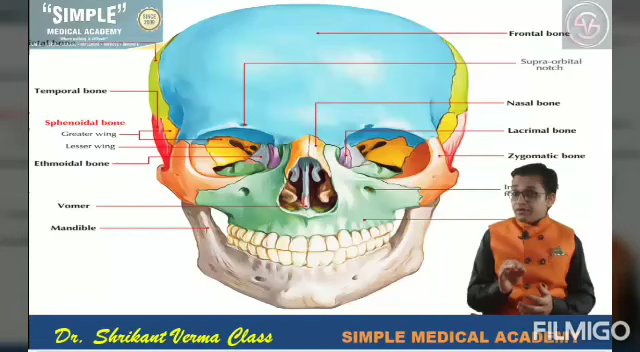 "SIMPLE"
MEDICAL ACADEMY
SINCE
2008
Frontal bone
Supra-orbital
notch
Temporal bone
Nasal bone
Sphenoidal bone
Greater wing
Lesser wing
Lacrimal bone
Ethmoidal bone
Zygomatic bone
Vomer
Mandible
Dr. Shrikant Verma Class
SIMPLE MEDICAL ACADEMY
FILMIGO